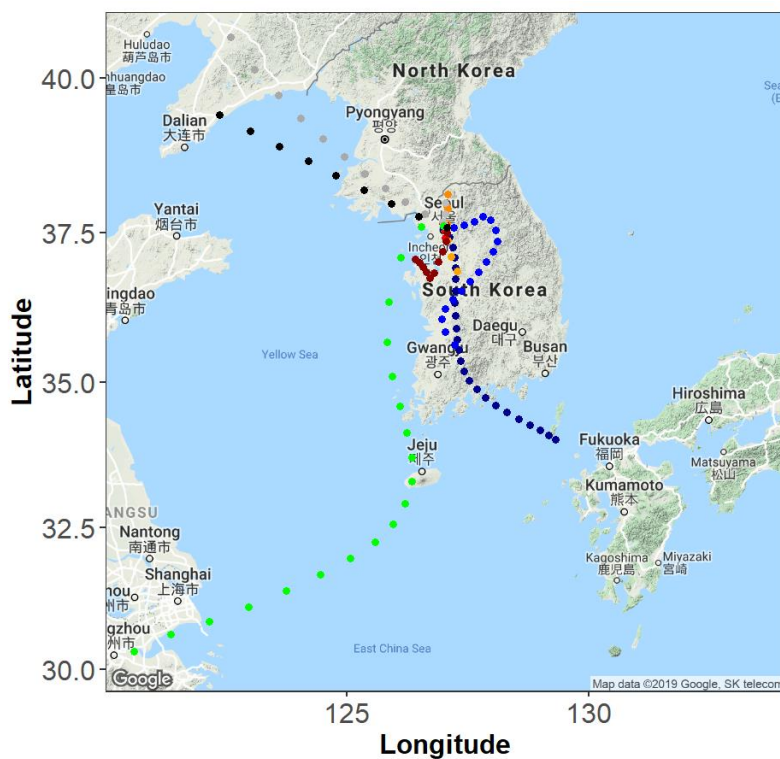 Huludao
葫芦岛市
40.0
nhuangdao
皇岛市
North Korea
Sea
(E
Dalian
大连市
Pyongyang
평양
Yantai
烟台市
37.5
Seoul
서울
Incheon
인천
ingdao
青岛市
South Korea
Daegu
대구
Yellow Sea
Gwangju
광주
Busan
부산
35.0
Latitude
Hiroshima
広島
Jeju
제주
Fukuoka
福岡
Matsuyama
松山
Kumamoto
熊本
ANGSU
32.5
Nantong
南通市
Kagoshima
鹿児島
Miyazaki
宮崎
Shanghai
上海市
hou
州市
gzhou
州市
East China Sea
30.0
Google
Map data ©2019 Google, SK telecom
125
130
Longitude